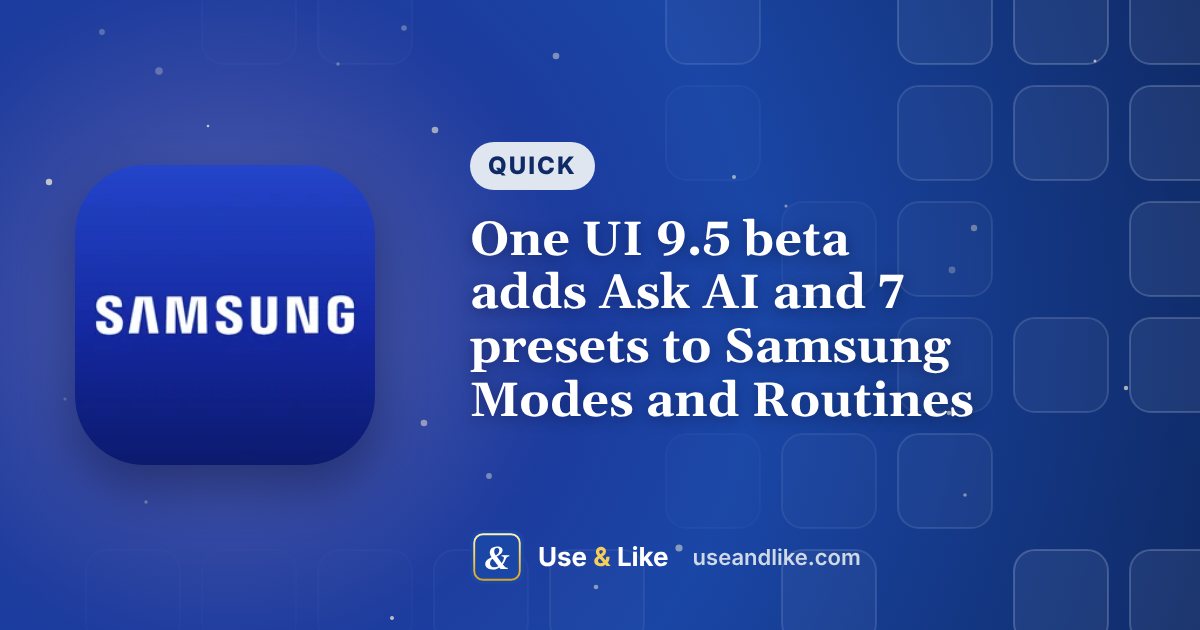 SAMSUNG
QUICK
One UI 9.5 beta
adds Ask AI and 7
presets to Samsung
Modes and Routines
& Use & Like useandlike.com